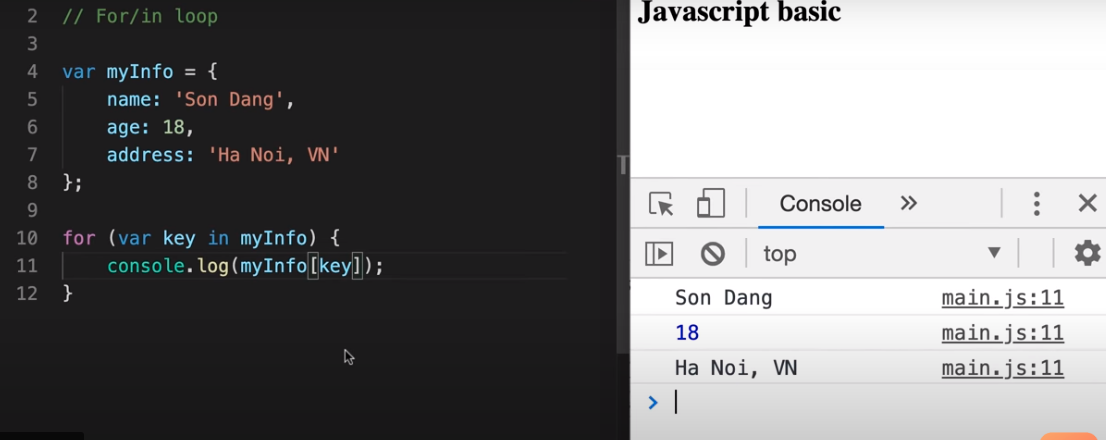 2 // For/in loop
3
4 var myInfo = {
5 name: 'Son Dang',
6 age: 18,
7 address: 'Ha Noi, VN'
8 };
9
10 for (var key in myInfo) {
11 console.log(myInfo[key]);
12 }
T
Javascript basic
Console »
top
Son Dang main.js:11
18 main.js:11
Ha Noi, VN main.js:11
>